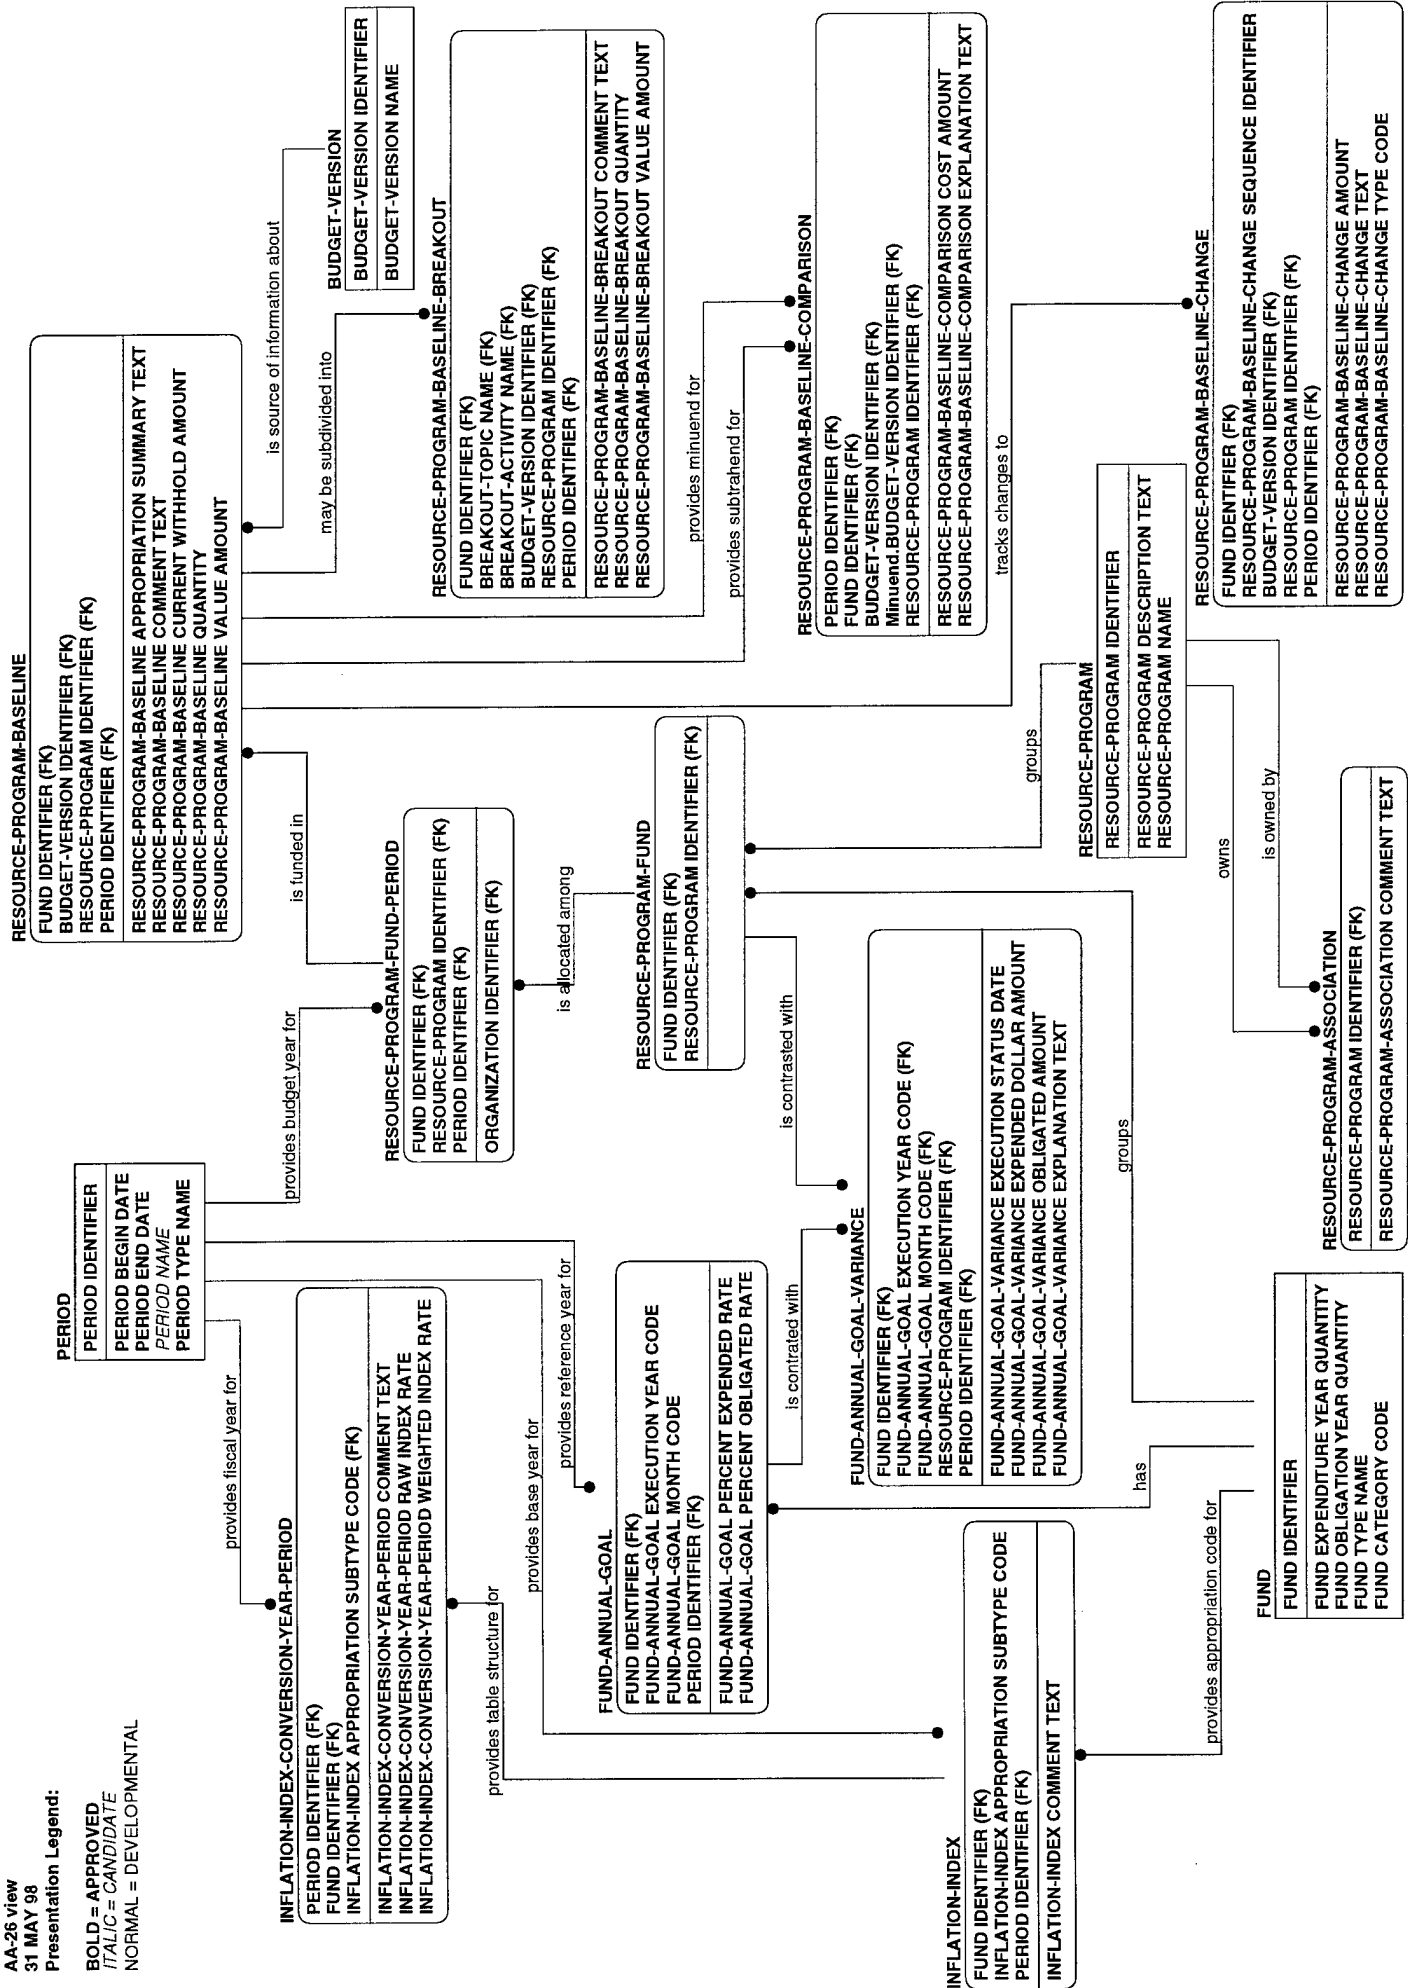 AA-26 view
31 MAY 98
Presentation Legend:
BOLD = APPROVED
ITALIC = CANDIDATE
NORMAL = DEVELOPMENTAL
PERIOD
PERIOD IDENTIFIER
PERIOD BEGIN DATE
PERIOD END DATE
PERIOD NAME
PERIOD TYPE NAME
provides fiscal year for
provides budget year for
INFLATION-INDEX-CONVERSION-YEAR-PERIOD
PERIOD IDENTIFIER (FK)
FUND IDENTIFIER (FK)
INFLATION-INDEX APPROPRIATION SUBTYPE CODE (FK)
INFLATION-INDEX-CONVERSION-YEAR-PERIOD COMMENT TEXT
INFLATION-INDEX-CONVERSION-YEAR-PERIOD RAW INDEX RATE
INFLATION-INDEX-CONVERSION-YEAR-PERIOD WEIGHTED INDEX RATE
provides table structure for
provides base year for
provides reference year for
RESOURCE-PROGRAM-BASELINE
FUND IDENTIFIER (FK)
BUDGET-VERSION IDENTIFIER (FK)
RESOURCE-PROGRAM IDENTIFIER (FK)
PERIOD IDENTIFIER (FK)
RESOURCE-PROGRAM-BASELINE APPROPRIATION SUMMARY TEXT
RESOURCE-PROGRAM-BASELINE COMMENT TEXT
RESOURCE-PROGRAM-BASELINE CURRENT WITHHOLD AMOUNT
RESOURCE-PROGRAM-BASELINE QUANTITY
RESOURCE-PROGRAM-BASELINE VALUE AMOUNT
is funded in
is source of information about
may be subdivided into
BUDGET-VERSION
BUDGET-VERSION IDENTIFIER
BUDGET-VERSION NAME
RESOURCE-PROGRAM-FUND-PERIOD
FUND IDENTIFIER (FK)
RESOURCE-PROGRAM IDENTIFIER (FK)
PERIOD IDENTIFIER (FK)
ORGANIZATION IDENTIFIER (FK)
is allocated among
RESOURCE-PROGRAM-BASELINE-BREAKOUT
FUND IDENTIFIER (FK)
BREAKOUT-TOPIC NAME (FK)
BREAKOUT-ACTIVITY NAME (FK)
BUDGET-VERSION IDENTIFIER (FK)
RESOURCE-PROGRAM IDENTIFIER (FK)
PERIOD IDENTIFIER (FK)
RESOURCE-PROGRAM-BASELINE-BREAKOUT COMMENT TEXT
RESOURCE-PROGRAM-BASELINE-BREAKOUT QUANTITY
RESOURCE-PROGRAM-BASELINE-BREAKOUT VALUE AMOUNT
provides minuend for
provides subtrahend for
FUND-ANNUAL-GOAL
FUND IDENTIFIER (FK)
FUND-ANNUAL-GOAL EXECUTION YEAR CODE
FUND-ANNUAL-GOAL MONTH CODE
PERIOD IDENTIFIER (FK)
FUND-ANNUAL-GOAL PERCENT EXPENDED RATE
FUND-ANNUAL-GOAL PERCENT OBLIGATED RATE
is contrated with
RESOURCE-PROGRAM-FUND
FUND IDENTIFIER (FK)
RESOURCE-PROGRAM IDENTIFIER (FK)
is contrasted with
RESOURCE-PROGRAM-BASELINE-COMPARISON
PERIOD IDENTIFIER (FK)
FUND IDENTIFIER (FK)
BUDGET-VERSION IDENTIFIER (FK)
Minuend.BUDGET-VERSION IDENTIFIER (FK)
RESOURCE-PROGRAM IDENTIFIER (FK)
RESOURCE-PROGRAM-BASELINE-COMPARISON COST AMOUNT
RESOURCE-PROGRAM-BASELINE-COMPARISON EXPLANATION TEXT
tracks changes to
FUND-ANNUAL-GOAL-VARIANCE
FUND IDENTIFIER (FK)
FUND-ANNUAL-GOAL EXECUTION YEAR CODE (FK)
FUND-ANNUAL-GOAL MONTH CODE (FK)
RESOURCE-PROGRAM IDENTIFIER (FK)
PERIOD IDENTIFIER (FK)
FUND-ANNUAL-GOAL-VARIANCE EXECUTION STATUS DATE
FUND-ANNUAL-GOAL-VARIANCE EXPENDED DOLLAR AMOUNT
FUND-ANNUAL-GOAL-VARIANCE OBLIGATED AMOUNT
FUND-ANNUAL-GOAL-VARIANCE EXPLANATION TEXT
INFLATION-INDEX
FUND IDENTIFIER (FK)
INFLATION-INDEX APPROPRIATION SUBTYPE CODE
PERIOD IDENTIFIER (FK)
INFLATION-INDEX COMMENT TEXT
has
groups
groups
provides appropriation code for
RESOURCE-PROGRAM
RESOURCE-PROGRAM IDENTIFIER
RESOURCE-PROGRAM DESCRIPTION TEXT
RESOURCE-PROGRAM NAME
owns
is owned by
RESOURCE-PROGRAM-BASELINE-CHANGE
FUND IDENTIFIER (FK)
RESOURCE-PROGRAM-BASELINE-CHANGE SEQUENCE IDENTIFIER
BUDGET-VERSION IDENTIFIER (FK)
RESOURCE-PROGRAM IDENTIFIER (FK)
PERIOD IDENTIFIER (FK)
RESOURCE-PROGRAM-BASELINE-CHANGE AMOUNT
RESOURCE-PROGRAM-BASELINE-CHANGE TEXT
RESOURCE-PROGRAM-BASELINE-CHANGE TYPE CODE
FUND
FUND IDENTIFIER
FUND EXPENDITURE YEAR QUANTITY
FUND OBLIGATION YEAR QUANTITY
FUND TYPE NAME
FUND CATEGORY CODE
RESOURCE-PROGRAM-ASSOCIATION
RESOURCE-PROGRAM IDENTIFIER (FK)
RESOURCE-PROGRAM-ASSOCIATION COMMENT TEXT